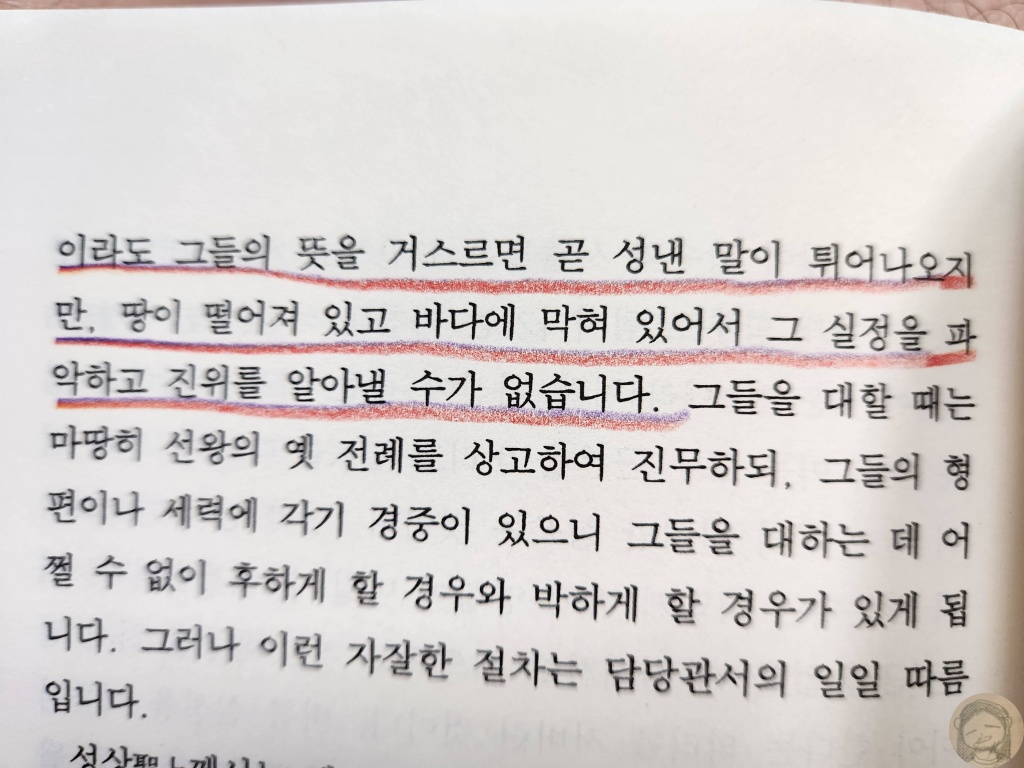 이라도 그들의 뜻을 거스르면 곧 성낸 말이 튀어나오지
만, 땅이 떨어져 있고 바다에 막혀 있어서 그 실정을 파
악하고 진위를 알아낼 수가 없습니다. 그들을 대할 때는
마땅히 선왕의 옛 전례를 상고하여 진무하되, 그들의 형
편이나 세력에 각기 경중이 있으니 그들을 대하는 데 어
쩔 수 없이 후하게 할 경우와 박하게 할 경우가 있게 됩
니다. 그러나 이런 자잘한 절차는 담당관서의 일일 따름
입니다.
성상聖上께서는